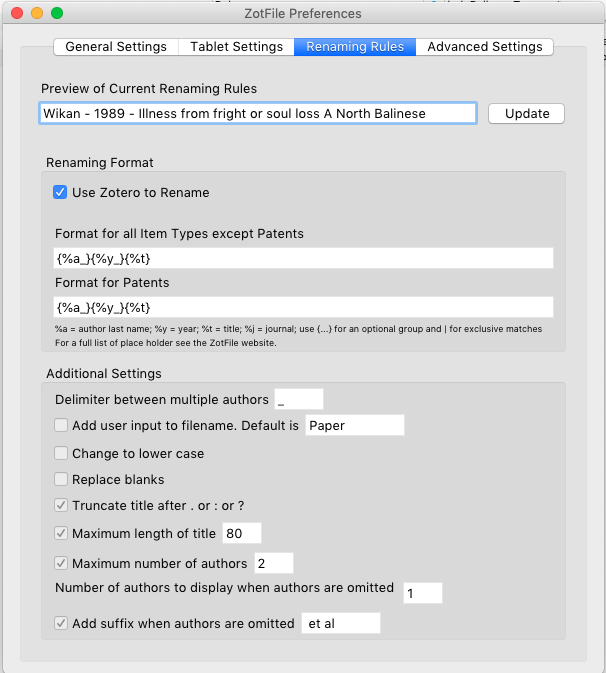 ZotFile Preferences
General Settings Tablet Settings Renaming Rules Advanced Settings
Preview of Current Renaming Rules
Wikan - 1989 - Illness from fright or soul loss A North Balinese
Update
Renaming Format
Use Zotero to Rename
Format for all Item Types except Patents
{%a_}{%y_}{%t}
Format for Patents
{%a_}{%y_}{%t}
%a = author last name; %y = year; %t = title; %j = journal; use {...} for an optional group and | for exclusive matches
For a full list of place holder see the ZotFile website.
Additional Settings
Delimiter between multiple authors _
Add user input to filename. Default is Paper
Change to lower case
Replace blanks
Truncate title after . or : or ?
Maximum length of title 80
Maximum number of authors 2
Number of authors to display when authors are omitted 1
Add suffix when authors are omitted et al